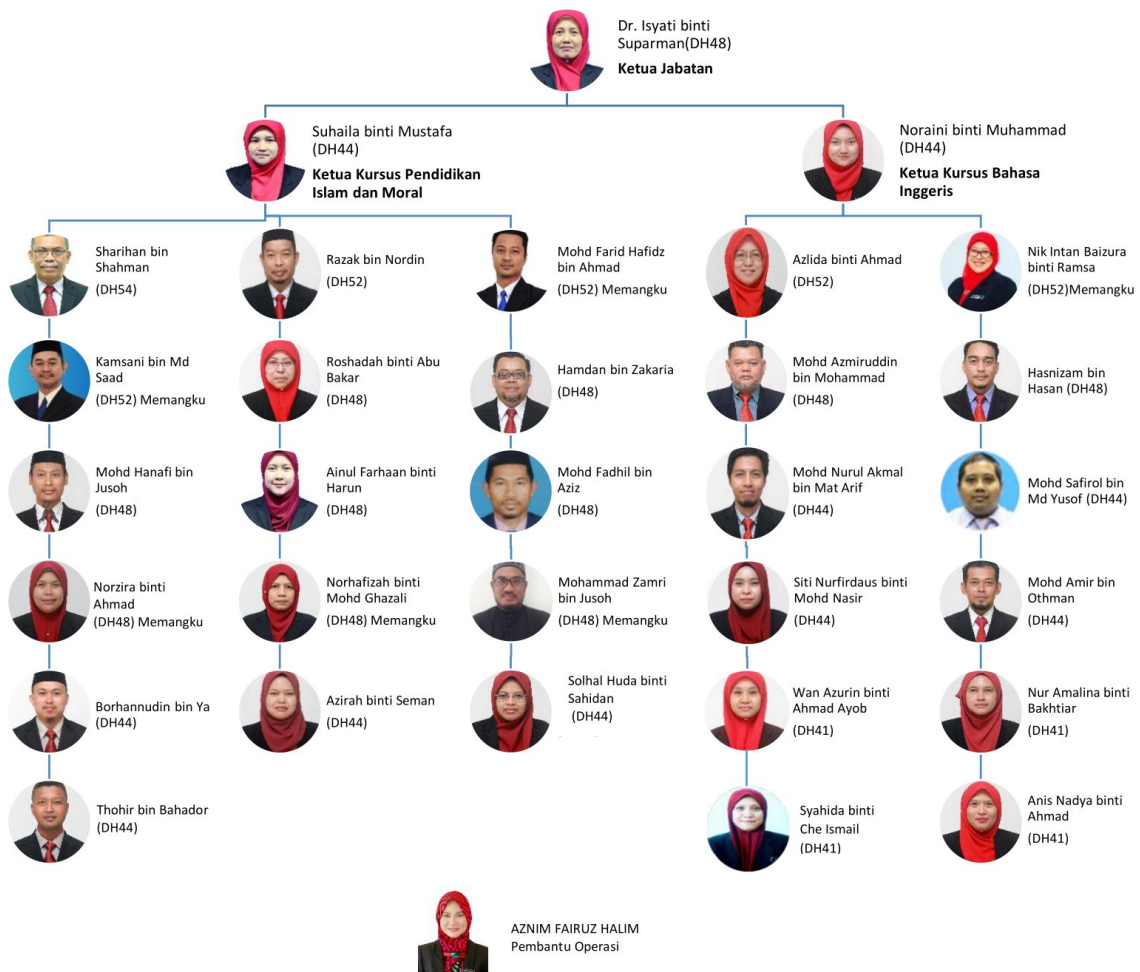 Dr. Isyati binti
Suparman(DH48)
Ketua Jabatan
Suhaila binti Mustafa
(DH44)
Ketua Kursus Pendidikan
Islam dan Moral
Noraini binti Muhammad
(DH44)
Ketua Kursus Bahasa
Inggeris
Sharihan bin
Shahman
(DH54)
Razak bin Nordin
(DH52)
Mohd Farid Hafidz
bin Ahmad
(DH52) Memangku
Azlida binti Ahmad
(DH52)
Nik Intan Baizura
binti Ramsa
(DH52)Memangku
Kamsani bin Md
Saad
(DH52) Memangku
Roshadah binti Abu
Bakar
(DH48)
Hamdan bin Zakaria
(DH48)
Mohd Azmiruddin
bin Mohammad
(DH48)
Hasnizam bin
Hasan (DH48)
Mohd Hanafi bin
Jusoh
(DH48)
Ainul Farhaan binti
Harun
(DH48)
Mohd Fadhil bin
Aziz
(DH48)
Mohd Nurul Akmal
bin Mat Arif
(DH44)
Mohd Safirol bin
Md Yusof (DH44)
Norzira binti
Ahmad
(DH48) Memangku
Norhafizah binti
Mohd Ghazali
(DH48) Memangku
Mohammad Zamri
bin Jusoh
(DH48) Memangku
Siti Nurfirdaus binti
Mohd Nasir
(DH44)
Mohd Amir bin
Othman
(DH44)
Borhannudin bin Ya
(DH44)
Azirah binti Seman
(DH44)
Solhal Huda binti
Sahidan
(DH44)
Wan Azurin binti
Ahmad Ayob
(DH41)
Nur Amalina binti
Bakhtiar
(DH41)
Thohir bin Bahador
(DH44)
Syahida binti
Che Ismail
(DH41)
Anis Nadya binti
Ahmad
(DH41)
AZNIM FAIRUZ HALIM
Pembantu Operasi